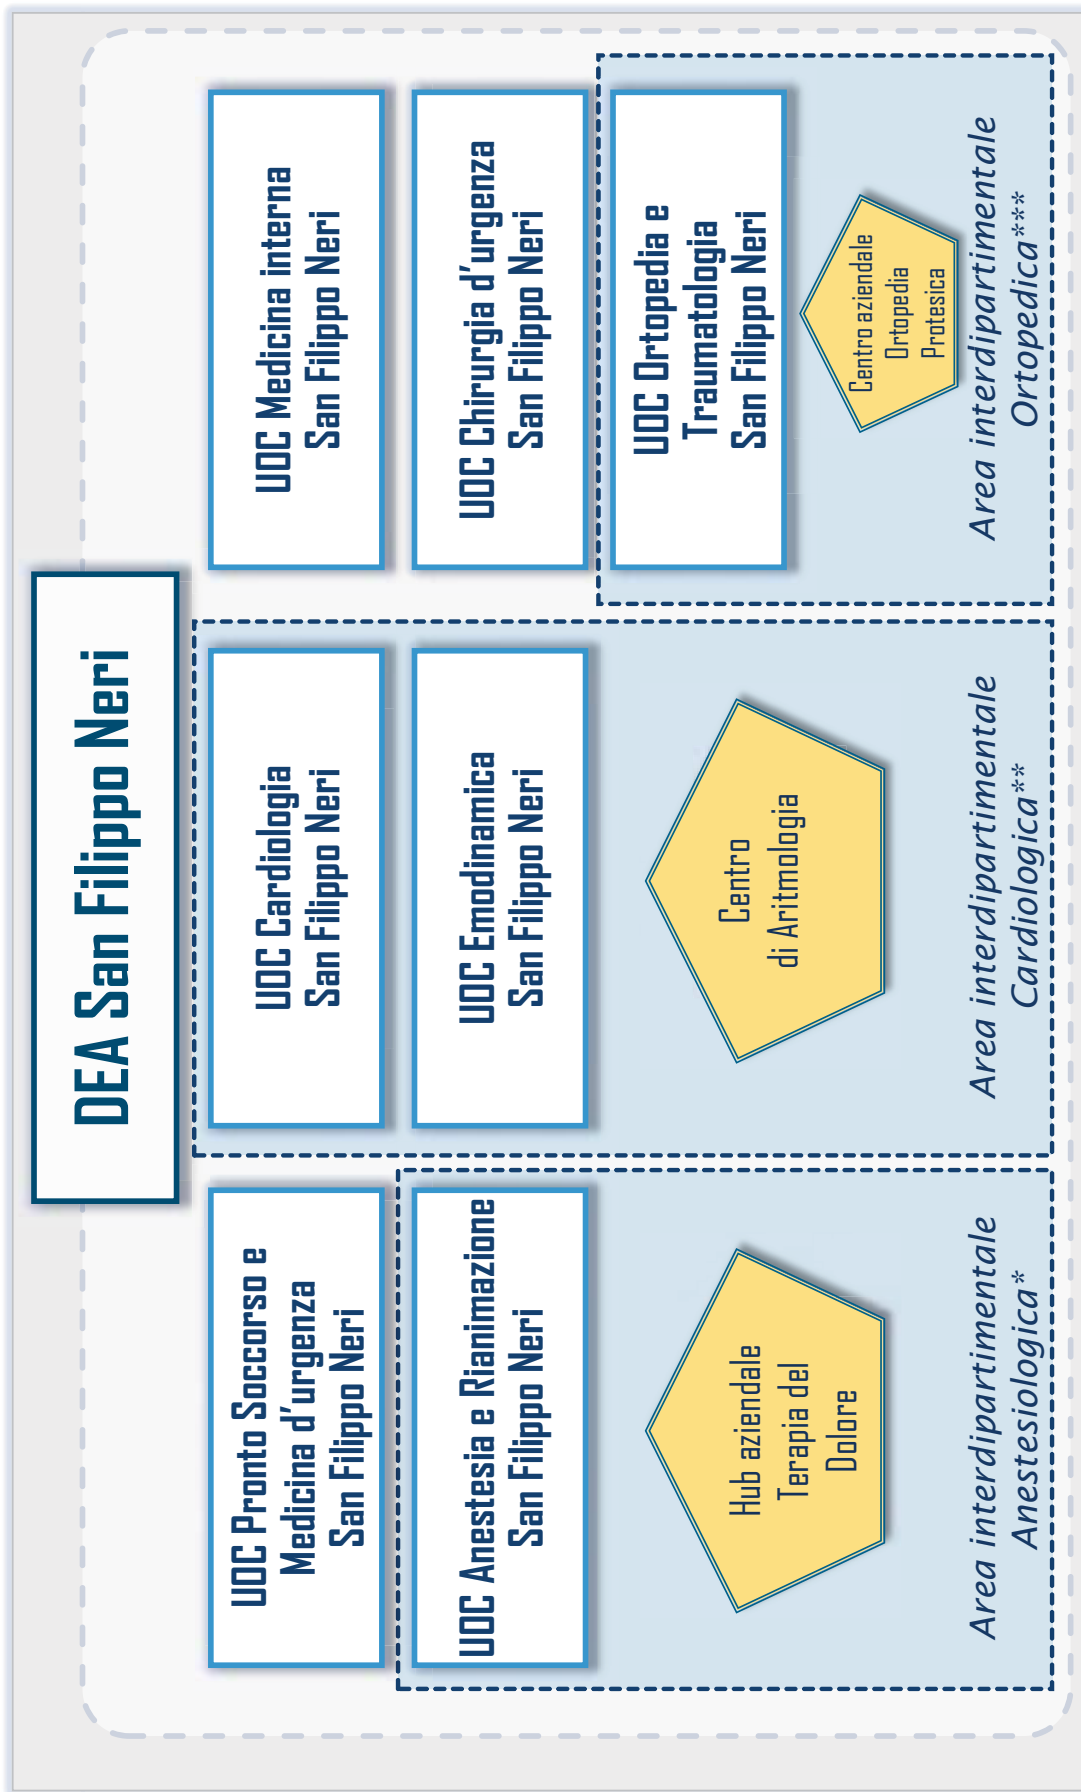 DEA San Filippo Neri
UOC Pronto Soccorso e
Medicina d'urgenza
San Filippo Neri
UOC Anestesia e Rianimazione
San Filippo Neri
Hub aziendale
Terapia del
Dolore
Area interdipartimentale
Anestesiologica*
UOC Cardiologia
San Filippo Neri
UOC Emodinamica
San Filippo Neri
Centro
di Aritmologia
Area interdipartimentale
Cardiologica**
UOC Medicina interna
San Filippo Neri
UOC Chirurgia d'urgenza
San Filippo Neri
UOC Ortopedia e
Traumatologia
San Filippo Neri
Centro aziendale
Ortopedia
Protesica
Area interdipartimentale
Ortopedica***